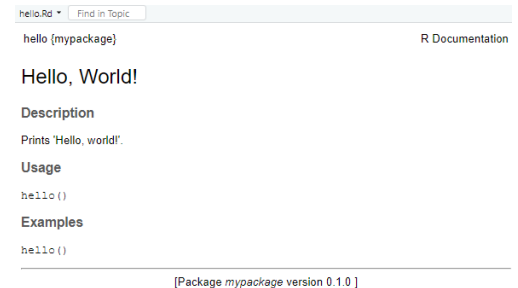 hello.Rd Find in Topic
hello {mypackage} R Documentation
Hello, World!
Description
Prints 'Hello, world!'.
Usage
hello()
Examples
hello()
[Package mypackage version 0.1.0 ]